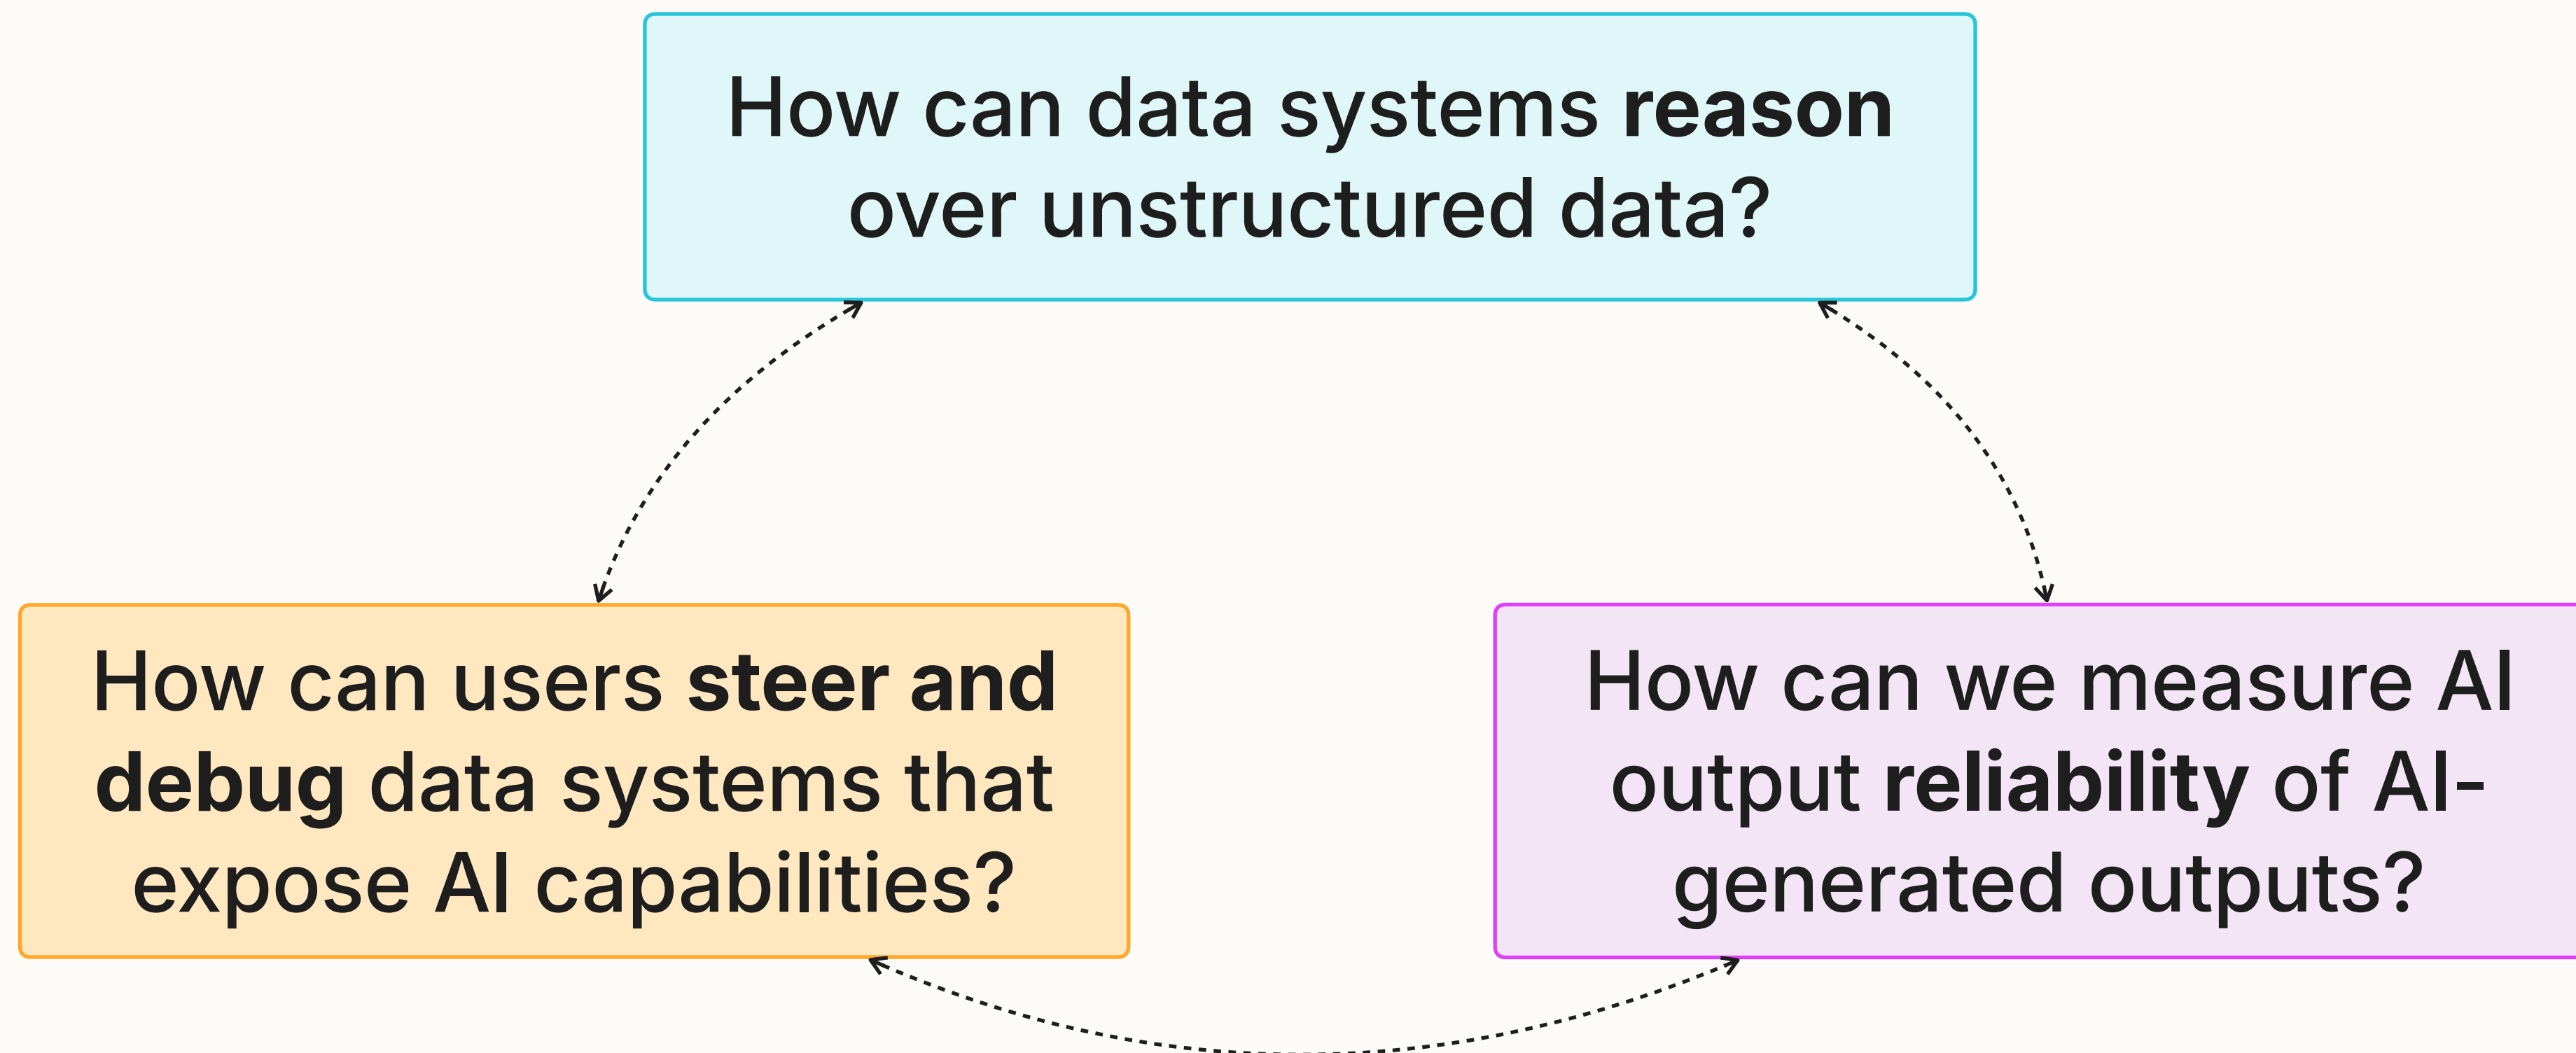 How can data systems reason
over unstructured data?
How can users steer and
debug data systems that
expose AI capabilities?
How can we measure AI
output reliability of AI-
generated outputs?